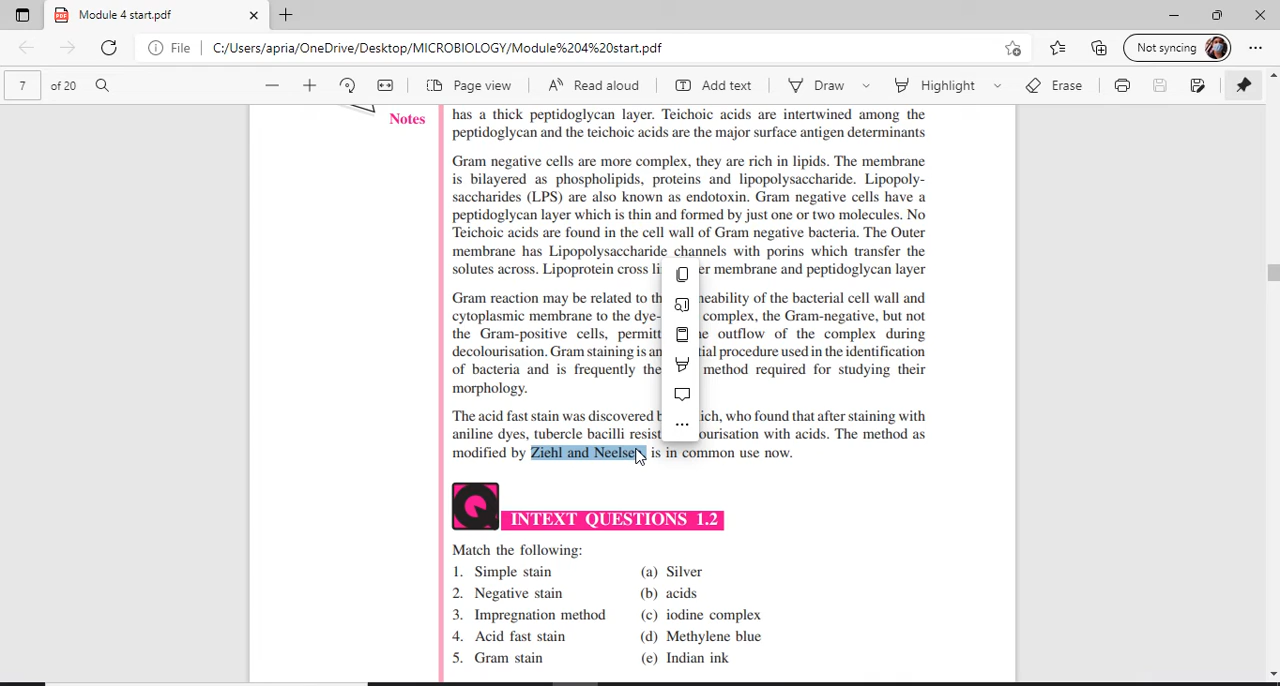 Module 4 start.pdf
File C:/Users/apria/OneDrive/Desktop/MICROBIOLOGY/Module%204%20start.pdf
Not syncing
7 of 20 Page view Read aloud Add text Draw Highlight Erase
Notes
has a thick peptidoglycan layer. Teichoic acids are intertwined among the
peptidoglycan and the teichoic acids are the major surface antigen determinants
Gram negative cells are more complex, they are rich in lipids. The membrane
is bilayered as phospholipids, proteins and lipopolysaccharide. Lipopoly-
saccharides (LPS) are also known as endotoxin. Gram negative cells have a
peptidoglycan layer which is thin and formed by just one or two molecules. No
Teichoic acids are found in the cell wall of Gram negative bacteria. The Outer
membrane has Lipopolysaccharide channels with porins which transfer the
solutes across. Lipoprotein cross li er membrane and peptidoglycan layer
Gram reaction may be related to th eability of the bacterial cell wall and
cytoplasmic membrane to the dye- complex, the Gram-negative, but not
the Gram-positive cells, permitt e outflow of the complex during
decolourisation. Gram staining is an tial procedure used in the identification
of bacteria and is frequently the method required for studying their
morphology.
The acid fast stain was discovered b ich, who found that after staining with
aniline dyes, tubercle bacilli resist ourisation with acids. The method as
modified by Ziehl and Neelse is in common use now.
INTEXT QUESTIONS 1.2
Match the following:
1. Simple stain (a) Silver
2. Negative stain (b) acids
3. Impregnation method (c) iodine complex
4. Acid fast stain (d) Methylene blue
5. Gram stain (e) Indian ink